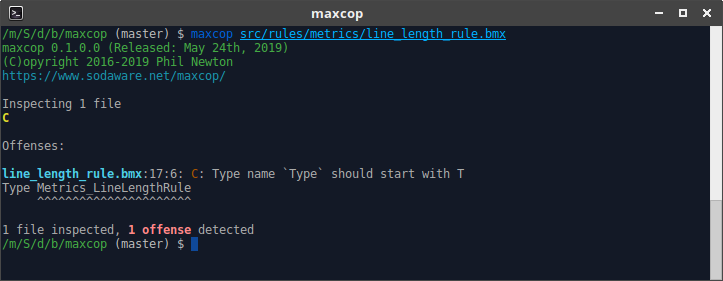 maxcop
/m/S/d/b/maxcop (master) $ maxcop src/rules/metrics/line_length_rule.bmx
maxcop 0.1.0.0 (Released: May 24th, 2019)
(C)opyright 2016-2019 Phil Newton
https://www.sodaware.net/maxcop/
Inspecting 1 file
C
Offenses:
line_length_rule.bmx:17:6: C: Type name `Type` should start with T
Type Metrics_LineLengthRule
^^^^^^^^^^^^^^^^^^^^^^
1 file inspected, 1 offense detected
/m/S/d/b/maxcop (master) $